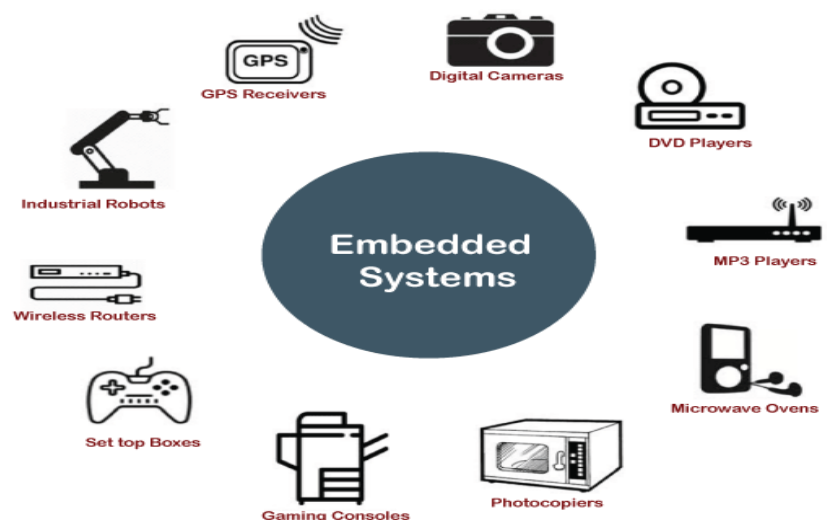 GPS
GPS Receivers
Digital Cameras
DVD Players
Industrial Robots
Embedded
Systems
MP3 Players
Wireless Routers
Microwave Ovens
Set top Boxes
Photocopiers
Gaming Consoles